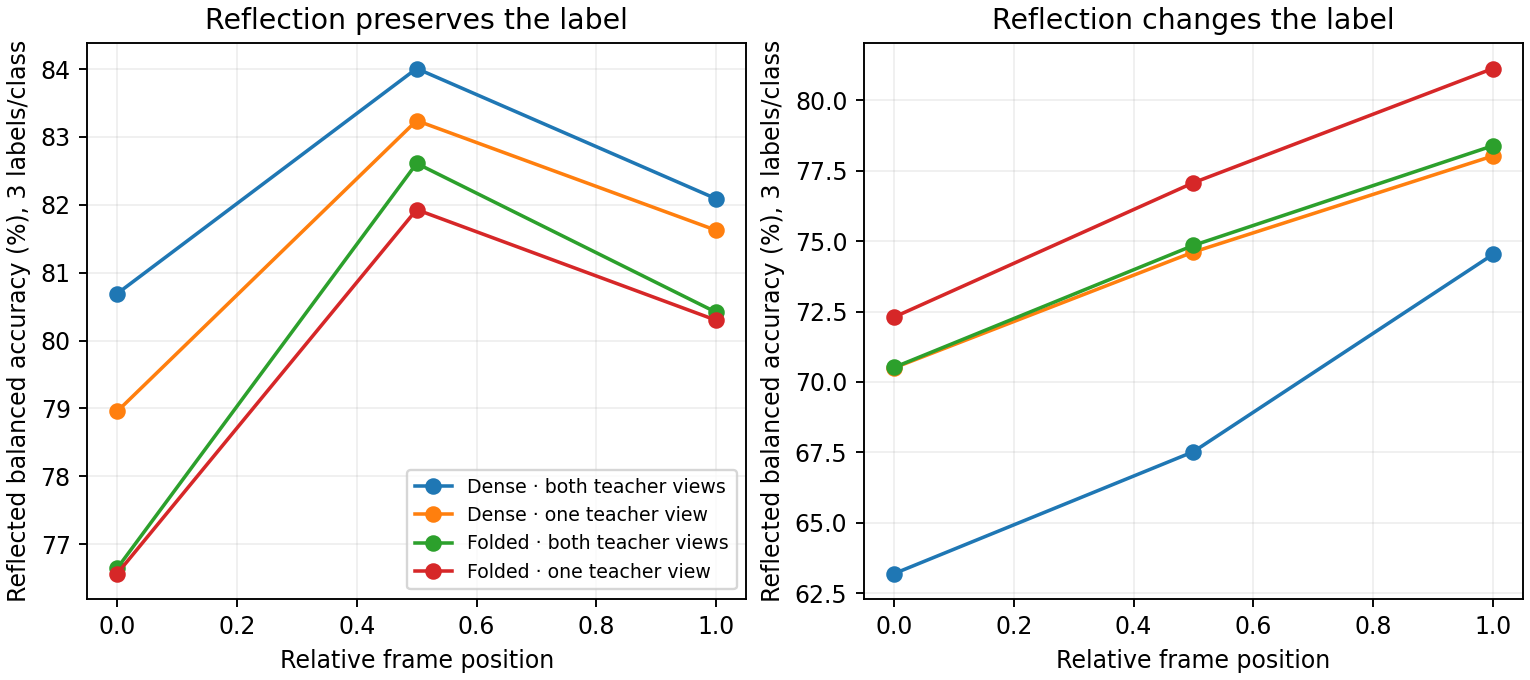 Reflection preserves the label
Reflected balanced accuracy (%), 3 labels/class
84
83
82
81
80
79
78
77
0.0 0.2 0.4 0.6 0.8 1.0
Relative frame position
Dense · both teacher views
Dense · one teacher view
Folded · both teacher views
Folded · one teacher view
Reflection changes the label
Reflected balanced accuracy (%), 3 labels/class
80.0
77.5
75.0
72.5
70.0
67.5
65.0
62.5
0.0 0.2 0.4 0.6 0.8 1.0
Relative frame position